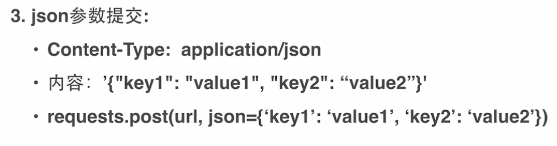 3. json参数提交:
• Content-Type: application/json
• 内容：’{"key1": "value1", "key2": “value2”}'
• requests.post(url, json={‘key1’: ‘value1’, ‘key2’: ‘value2’})